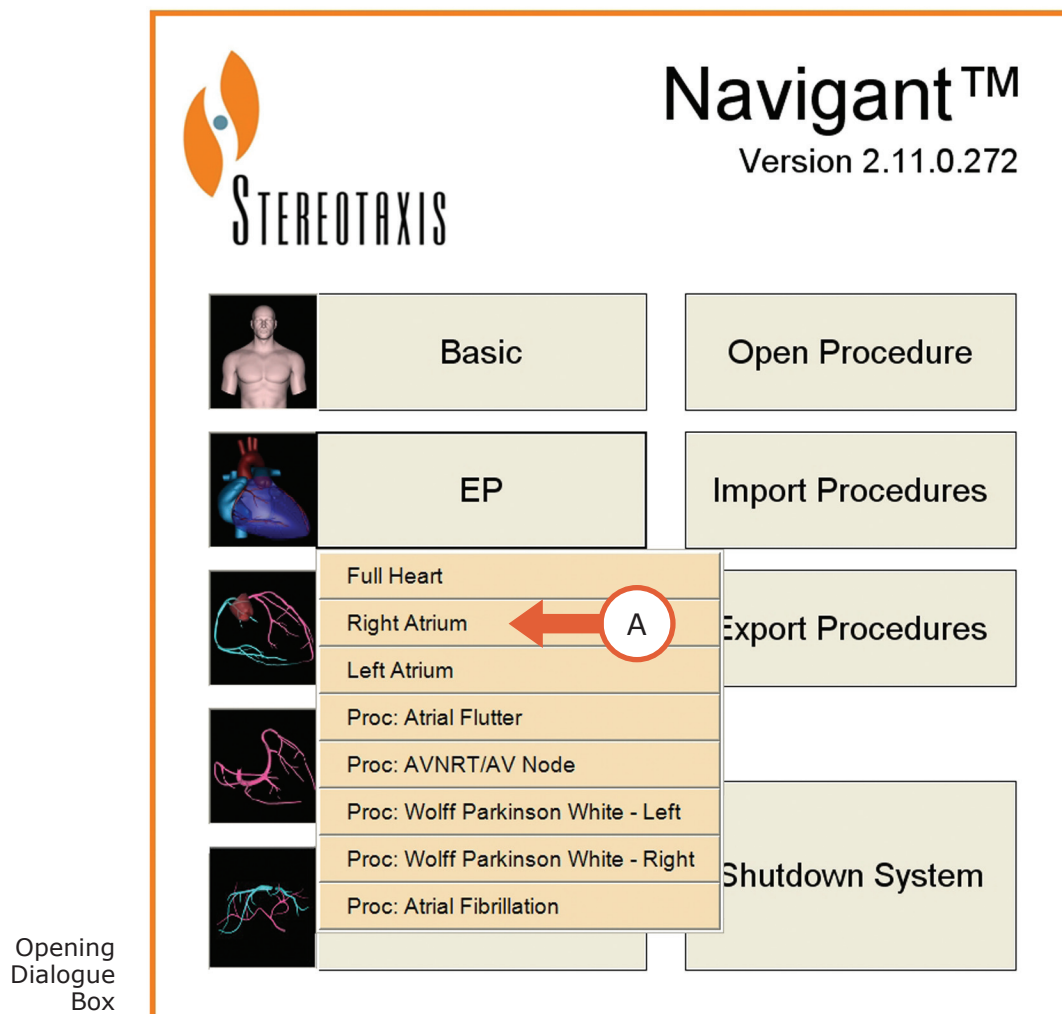 Navigant™
Version 2.11.0.272
STEREOTAXIS
Basic
Open Procedure
EP
Import Procedures
Full Heart
Right Atrium
A
Export Procedures
Left Atrium
Proc: Atrial Flutter
Proc: AVNRT/AV Node
Proc: Wolff Parkinson White - Left
Proc: Wolff Parkinson White - Right
Shutdown System
Proc: Atrial Fibrillation
Opening
Dialogue
Box